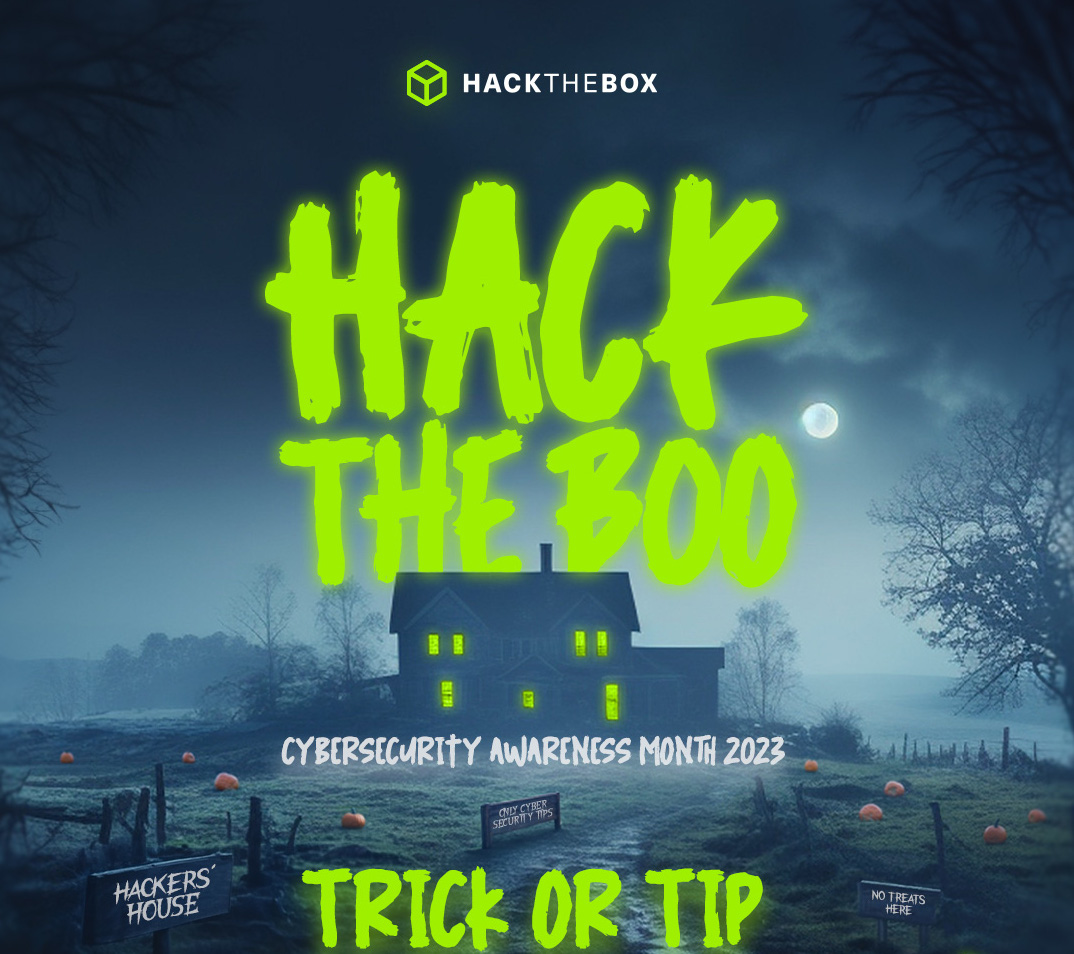 HACKTHEBOX
HACK
THE BOO
CYBERSECURITY AWARENESS MONTH 2023
ONLY CYBER
SECURITY TIPS
HACKERS'
HOUSE
TRICK OR TIP
NO TREATS
HERE